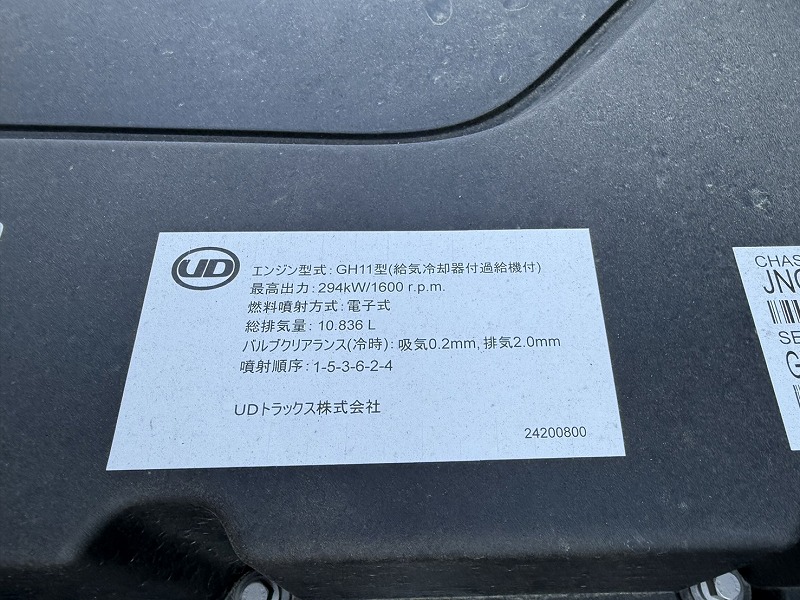 UD
エンジン型式: GH11型(給気冷却器付過給機付)
最高出力: 294kW/1600 r.p.m.
燃料噴射方式: 電子式
総排気量: 10.836 L
バルブクリアランス(冷時): 吸気0.2mm, 排気2.0mm
噴射順序: 1-5-3-6-2-4
UDトラックス株式会社
24200800
CHAS
JNC
SE
G